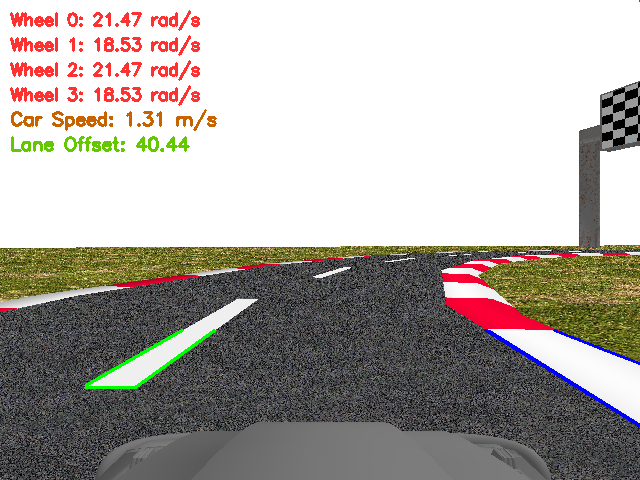 Wheel 0: 21.47 rad/s
Wheel 1: 18.53 rad/s
Wheel 2: 21.47 rad/s
Wheel 3: 18.53 rad/s
Car Speed: 1.31 m/s
Lane Offset: 40.44